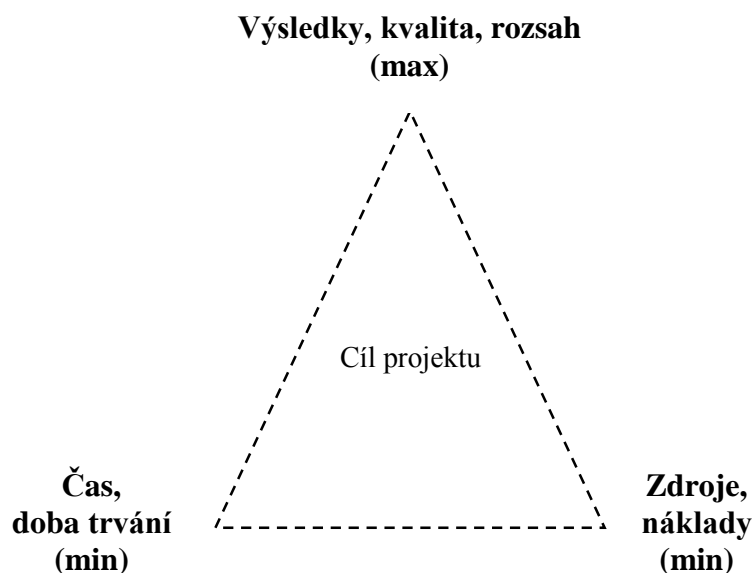 Výsledky, kvalita, rozsah
(max)
Cíl projektu
Čas,
doba trvání
(min)
Zdroje,
náklady
(min)